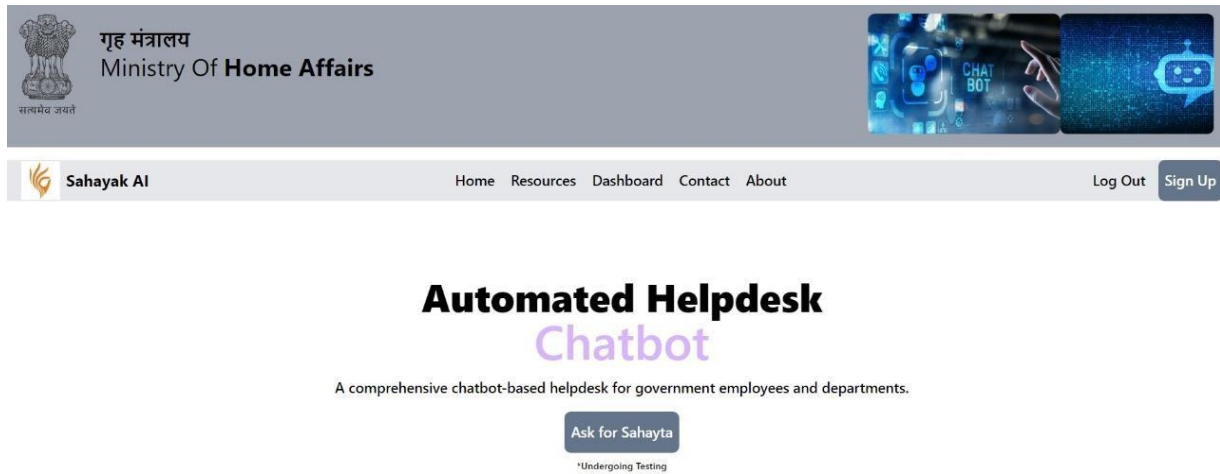 गृह मंत्रालय
Ministry Of Home Affairs
सत्यमेव जयते
CHAT
BOT
Sahayak AI
Home Resources Dashboard Contact About
Log Out Sign Up
Automated Helpdesk
Chatbot
A comprehensive chatbot-based helpdesk for government employees and departments.
Ask for Sahayta
*Undergoing Testing